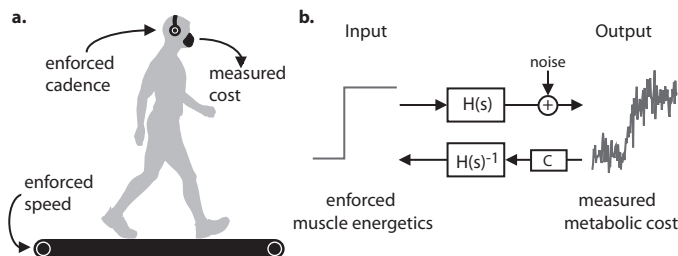 a.
enforced
cadence
measured
cost
enforced
speed
b.
Input
Output
noise
H(s)
+
H(s)-1
C
enforced
muscle energetics
measured
metabolic cost